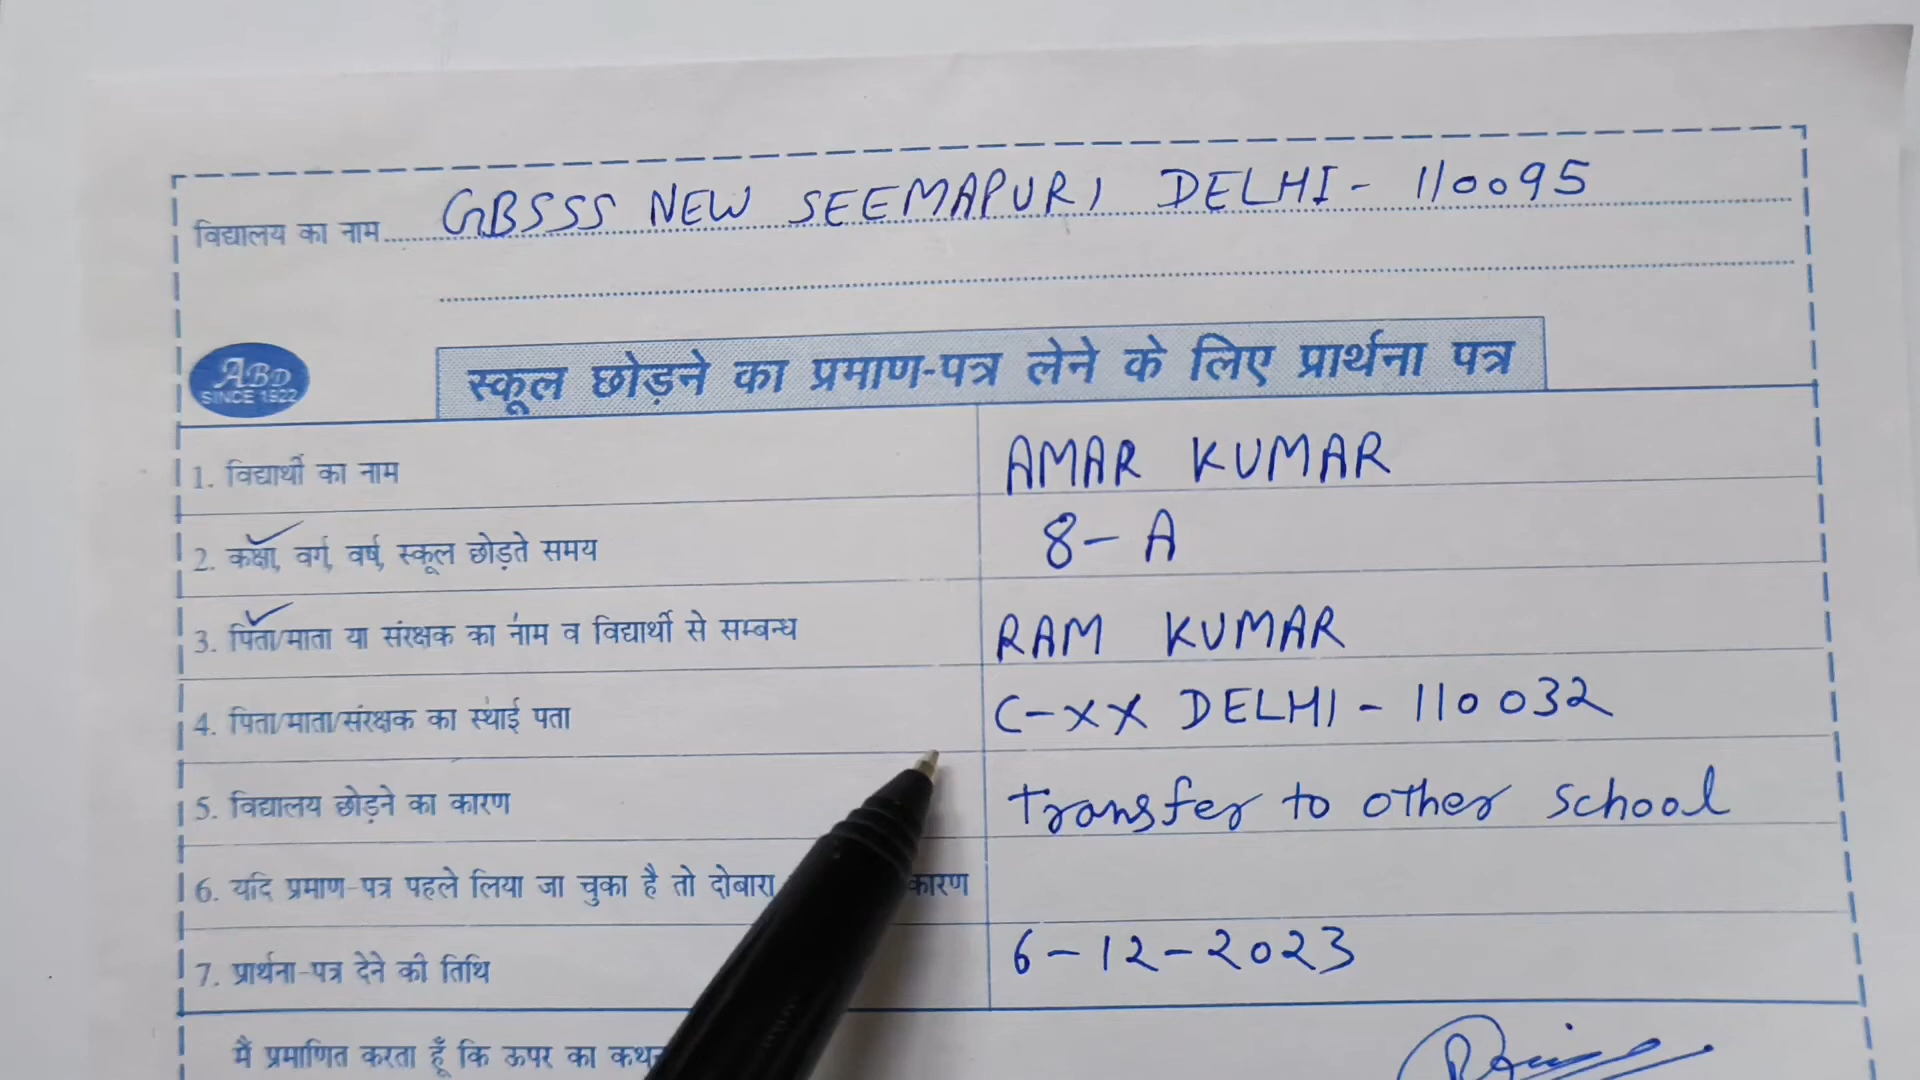 विद्यालय का नाम GBSSS NEW SEEMAPURI DELHI - 110095
ABD
SINCE 1922
स्कूल छोड़ने का प्रमाण-पत्र लेने के लिए प्रार्थना पत्र
1. विद्यार्थी का नाम AMAR KUMAR
2. कक्षा, वर्ग, वर्ष, स्कूल छोड़ते समय 8 - A
3. पिता/माता या संरक्षक का नाम व विद्यार्थी से सम्बन्ध RAM KUMAR
4. पिता/माता/संरक्षक का स्थाई पता C-XX DELHI - 110032
5. विद्यालय छोड़ने का कारण Transfer to other school
6. यदि प्रमाण-पत्र पहले लिया जा चुका है तो दोबारा कारण
7. प्रार्थना-पत्र देने की तिथि 6-12-2023
मैं प्रमाणित करता हूँ कि ऊपर का